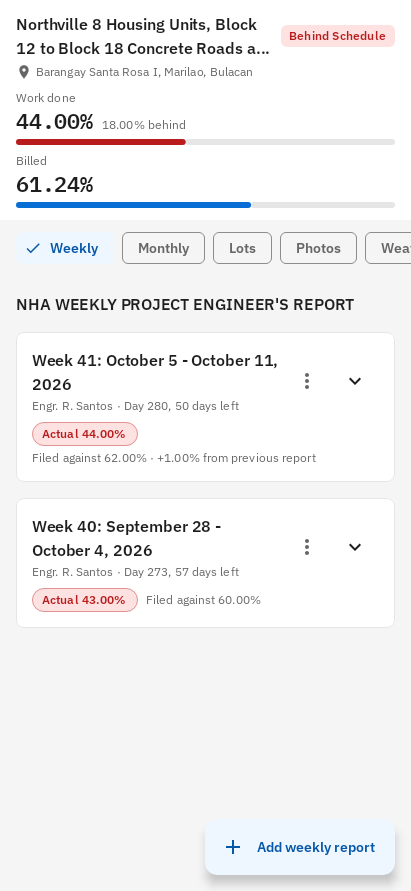 Northville 8 Housing Units, Block
12 to Block 18 Concrete Roads a...
Behind Schedule
Barangay Santa Rosa I, Marilao, Bulacan
Work done
44.00% 18.00% behind
Billed
61.24%
Weekly Monthly Lots Photos Wea
NHA WEEKLY PROJECT ENGINEER'S REPORT
Week 41: October 5 - October 11,
2026
Engr. R. Santos · Day 280, 50 days left
Actual 44.00%
Filed against 62.00% · +1.00% from previous report
Week 40: September 28 -
October 4, 2026
Engr. R. Santos · Day 273, 57 days left
Actual 43.00% Filed against 60.00%
Add weekly report